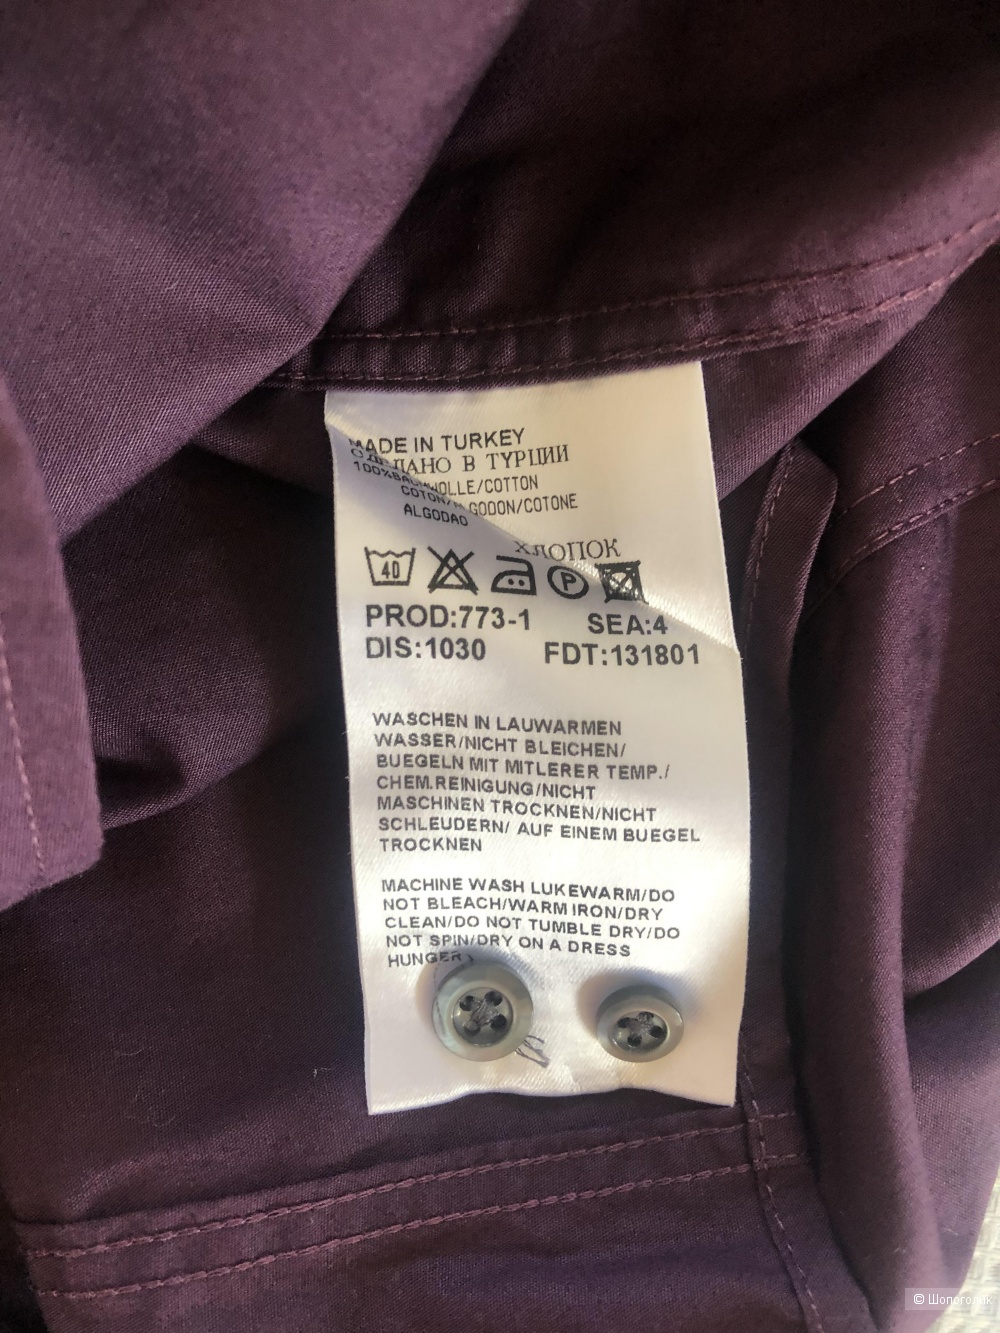 MADE IN TURKEY
СДЕЛАНО В ТУРЦИИ
100%BAUMWOLLE/COTTON
COTON/ALGODON/COTONE
ALGODAO
ХЛОПОК
40 P
PROD:773-1 SEA:4
DIS:1030 FDT:131801
WASCHEN IN LAUWARMEN
WASSER/NICHT BLEICHEN/
BUEGELN MIT MITLERER TEMP./
CHEM.REINIGUNG/NICHT
MASCHINEN TROCKNEN/NICHT
SCHLEUDERN/ AUF EINEM BUEGEL
TROCKNEN
MACHINE WASH LUKEWARM/DO
NOT BLEACH/WARM IRON/DRY
CLEAN/DO NOT TUMBLE DRY/DO
NOT SPIN/DRY ON A DRESS
HUNGER
© Шопоголик